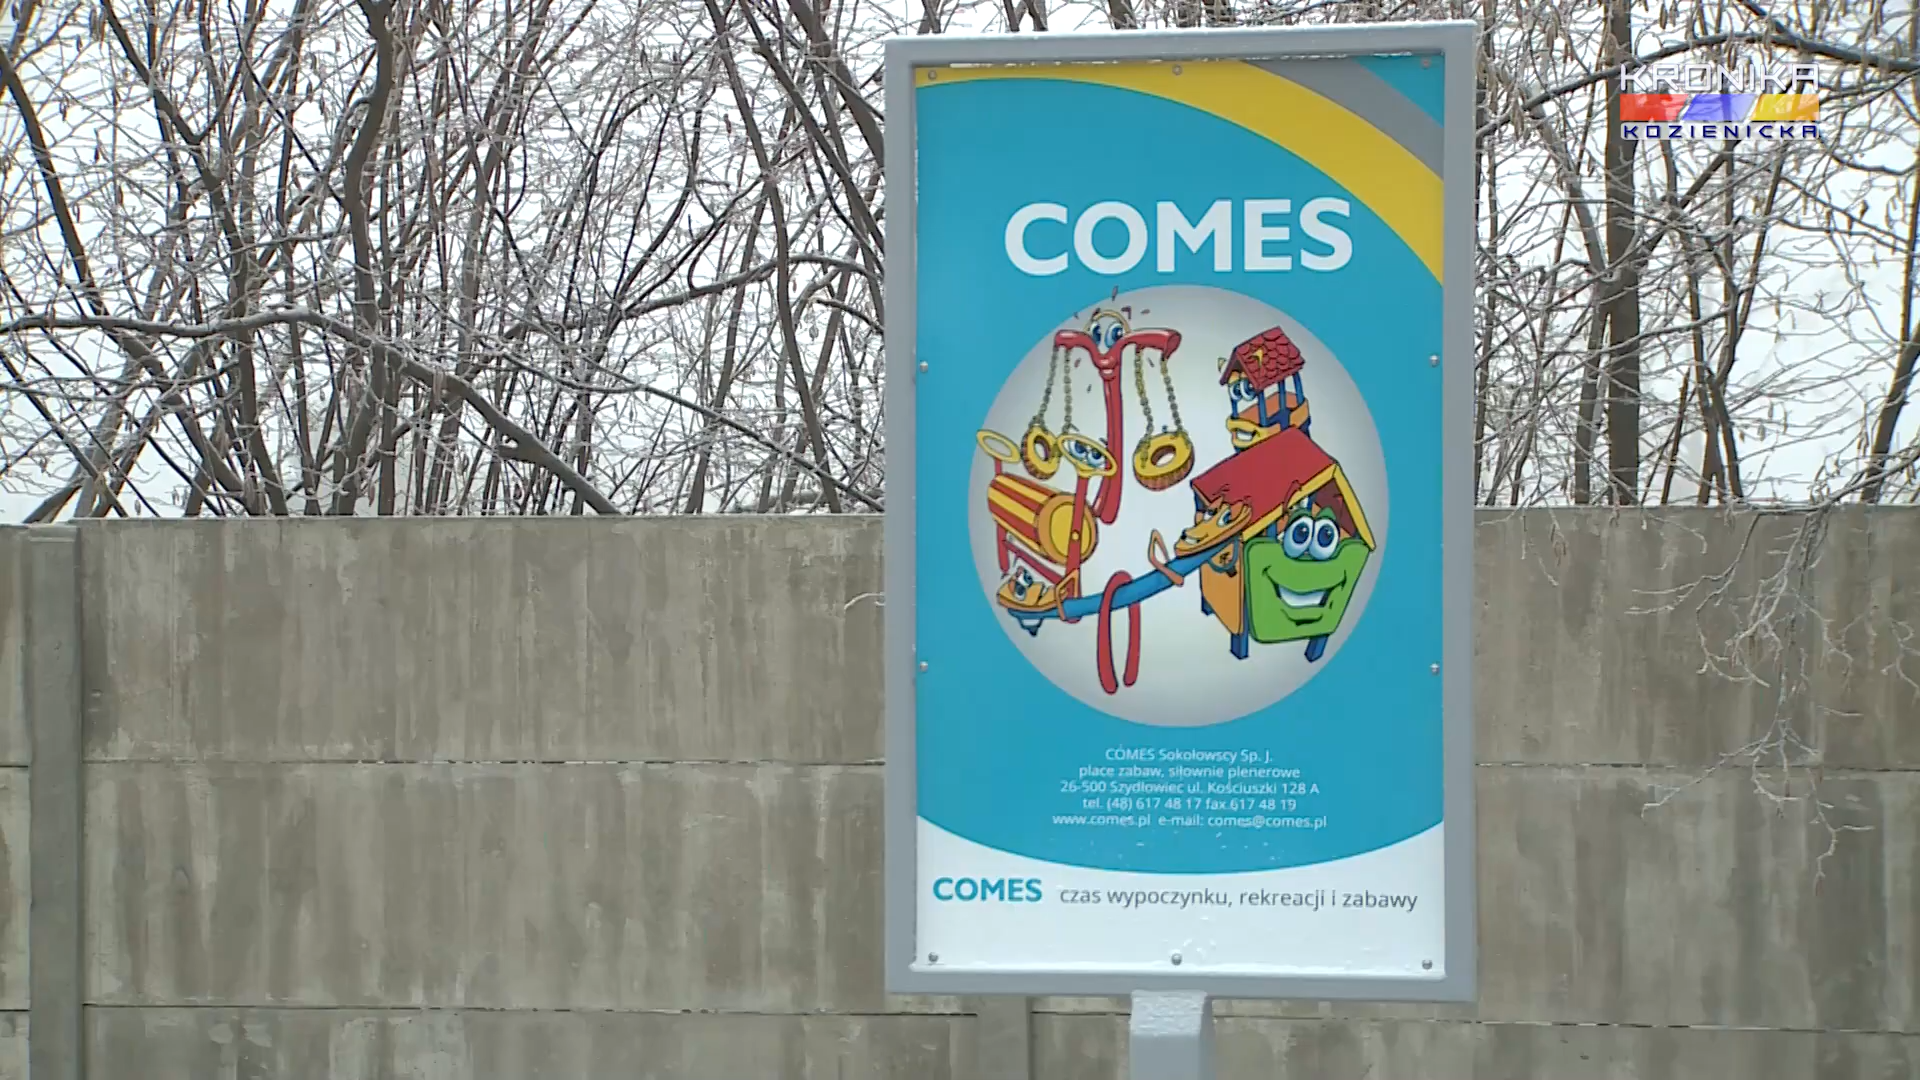 KRONIKA
KOZIENICKA
COMES
COMES Sokołowscy Sp. J.
place zabaw, siłownie plenerowe
26-500 Szydłowiec ul. Kościuszki 128 A
tel. (48) 617 48 17 fax.617 48 19
www.comes.pl e-mail: comes@comes.pl
COMES czas wypoczynku, rekreacji i zabawy